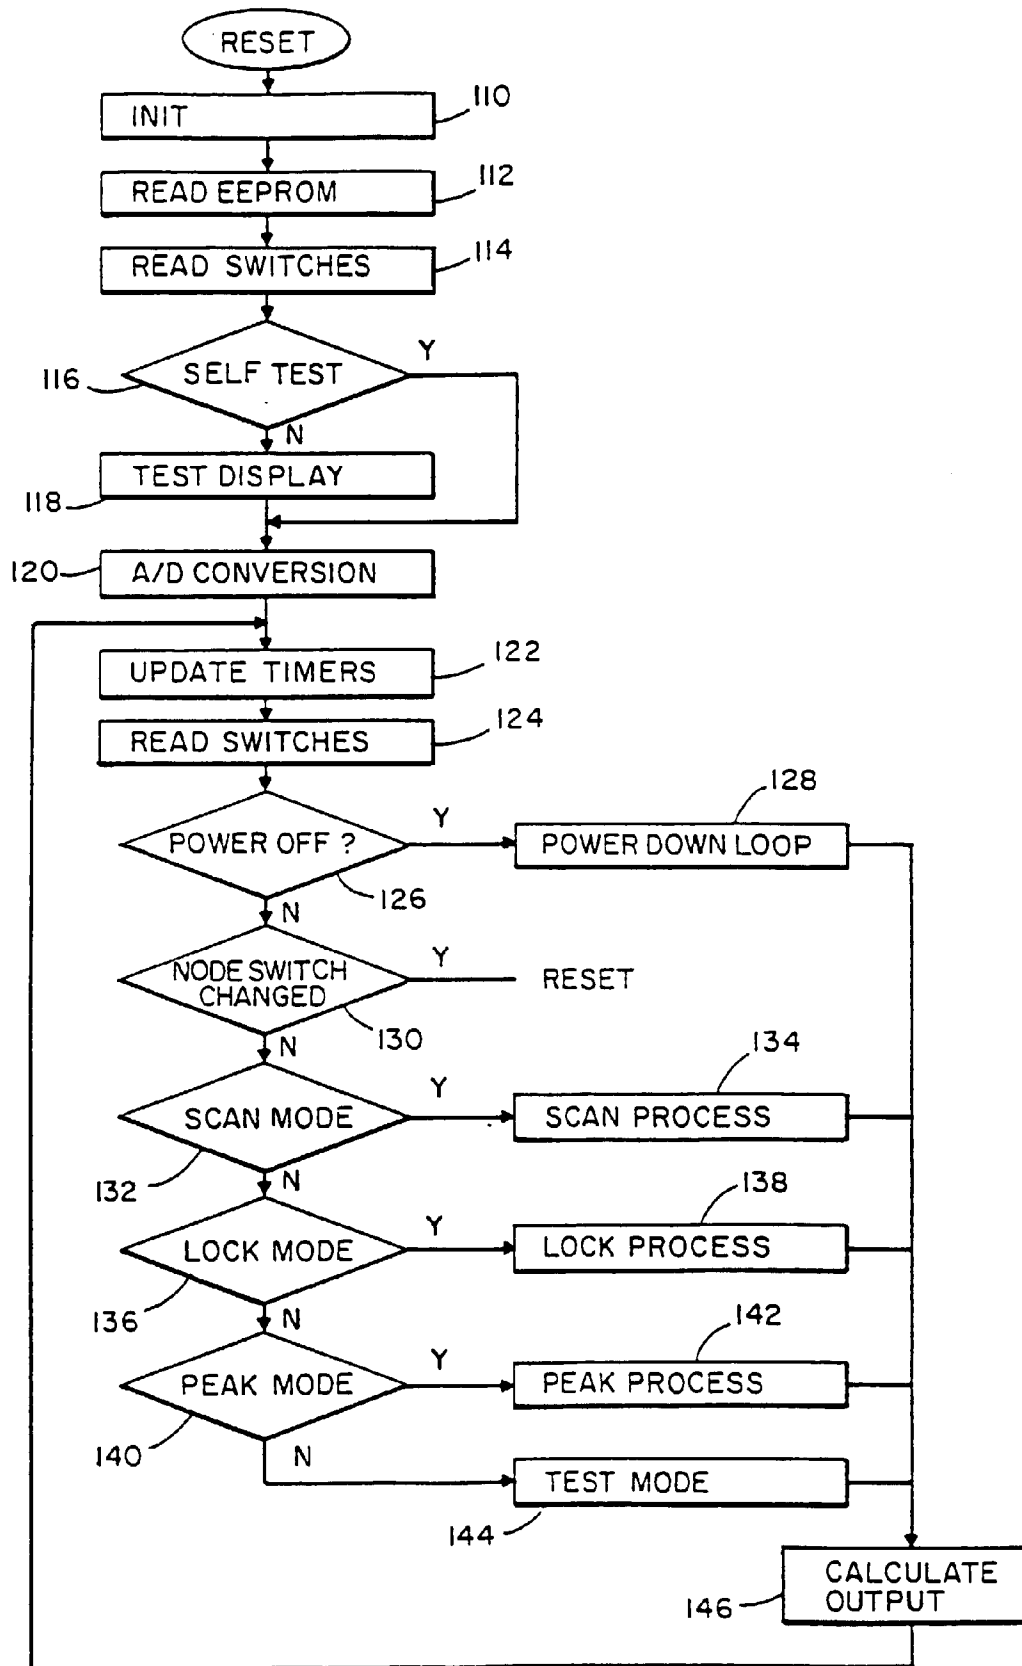 RESET
INIT
110
READ EEPROM
112
READ SWITCHES
114
SELF TEST
Y
116
N
TEST DISPLAY
118
120
A/D CONVERSION
UPDATE TIMERS
122
READ SWITCHES
124
POWER OFF ?
Y
POWER DOWN LOOP
128
126
N
NODE SWITCH
CHANGED
Y
RESET
130
N
SCAN MODE
Y
SCAN PROCESS
134
132
N
LOCK MODE
Y
LOCK PROCESS
138
136
N
PEAK MODE
Y
PEAK PROCESS
142
140
N
TEST MODE
144
CALCULATE
OUTPUT
146